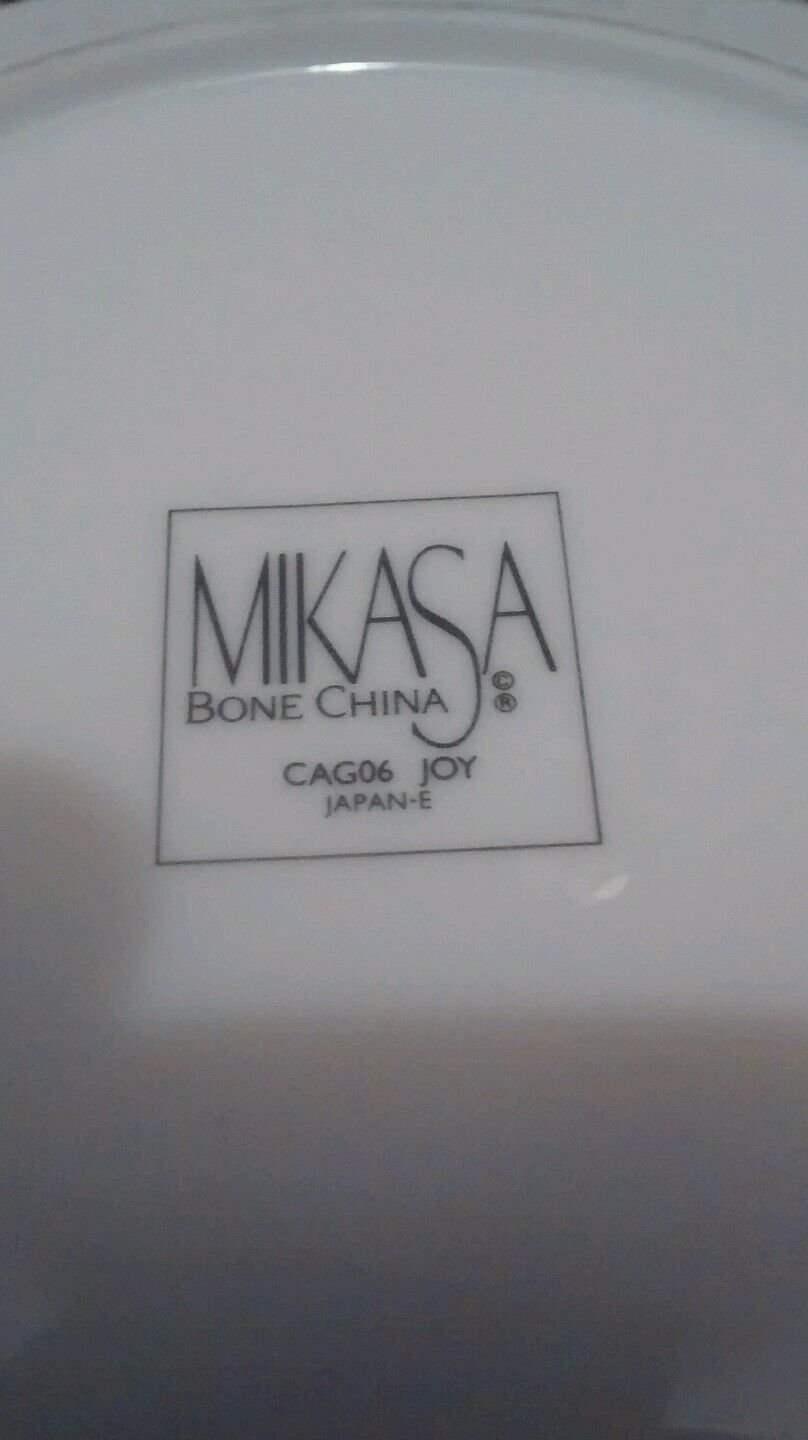 MIKASA
BONE CHINA ©
®
CAG06 JOY
JAPAN-E